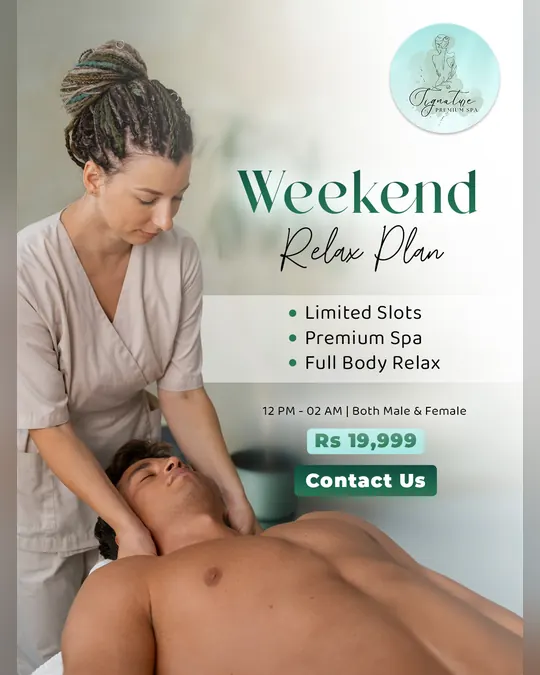 Signature
PREMIUM SPA
Weekend
Relax Plan
Limited Slots
Premium Spa
Full Body Relax
12 PM - 02 AM | Both Male & Female
Rs 19,999
Contact Us